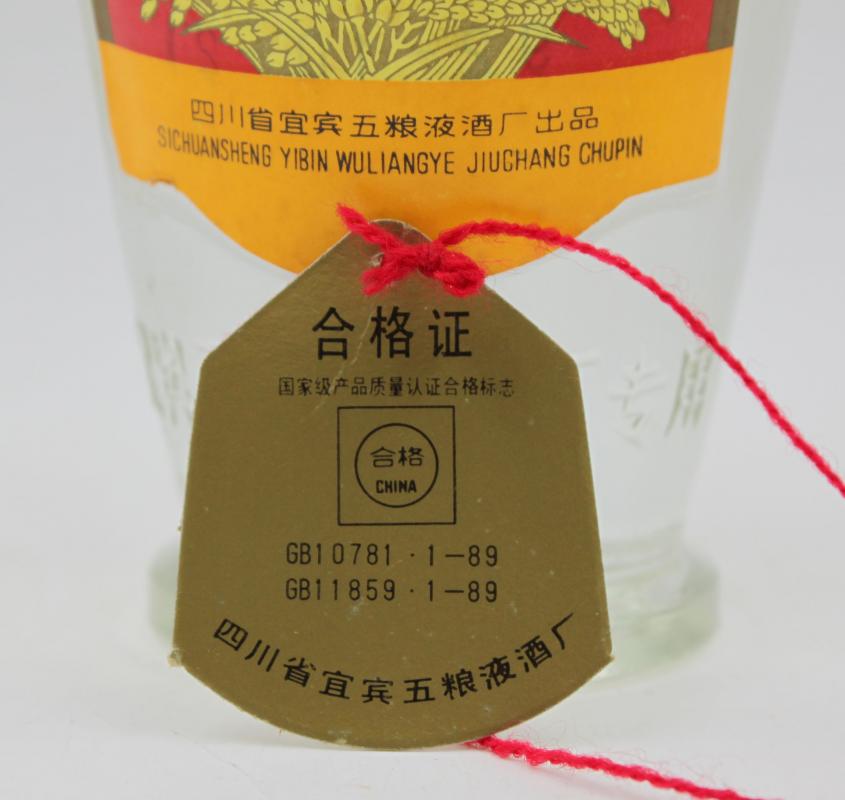 四川省宜宾五粮液酒厂出品
SICHUANSHENG YIBIN WULIANGYE JIUCHANG CHUPIN
合格证
国家级产品质量认证合格标志
合格
CHINA
GB10781·1—89
GB11859·1—89
四川省宜宾五粮液酒厂
专用